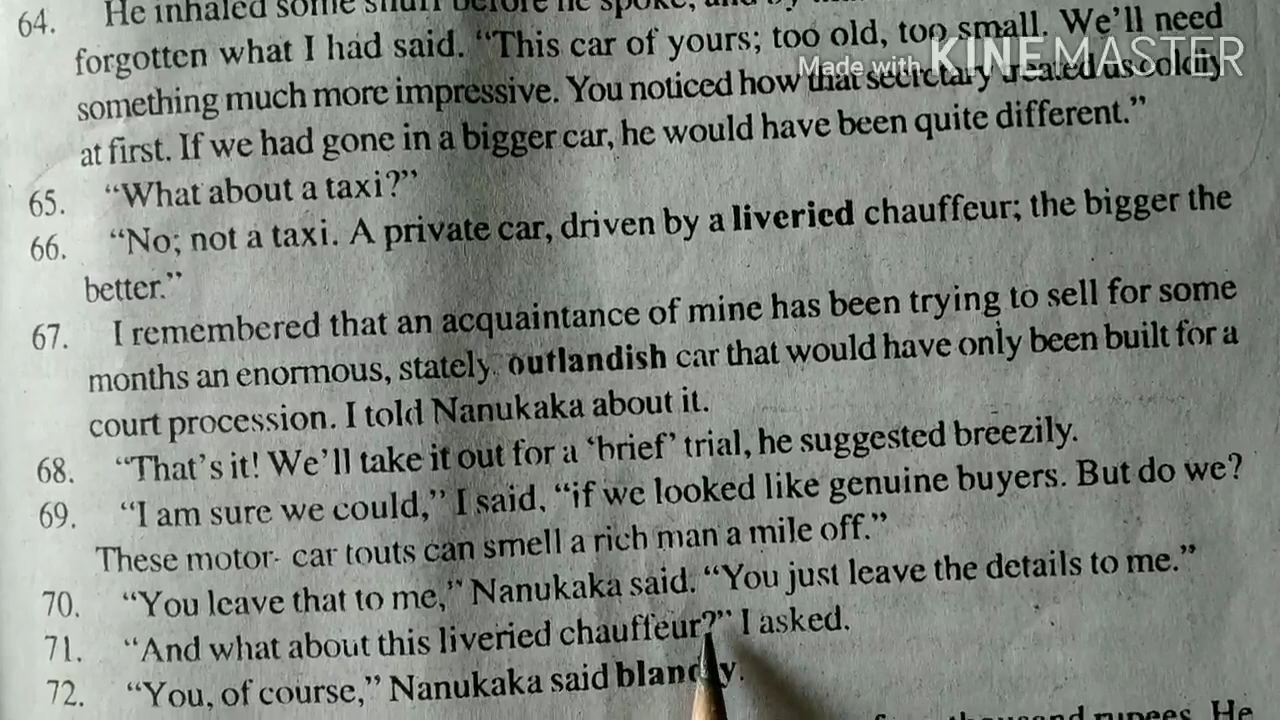 64. He inhaled some snuff before he spoke, and by
forgotten what I had said. “This car of yours; too old, too small. We’ll need
Made with KINEMASTER
something much more impressive. You noticed how that secretary treated us coldly
at first. If we had gone in a bigger car, he would have been quite different.”
65. “What about a taxi?”
66. “No; not a taxi. A private car, driven by a liveried chauffeur; the bigger the
better.”
67. I remembered that an acquaintance of mine has been trying to sell for some
months an enormous, stately, outlandish car that would have only been built for a
court procession. I told Nanukaka about it.
68. “That’s it! We’ll take it out for a ‘brief’ trial, he suggested breezily.
69. “I am sure we could,” I said, “if we looked like genuine buyers. But do we?
These motor- car touts can smell a rich man a mile off.”
70. “You leave that to me,” Nanukaka said. “You just leave the details to me.”
71. “And what about this liveried chauffeur?” I asked.
72. “You, of course,” Nanukaka said blandly.
thousand rupees. He